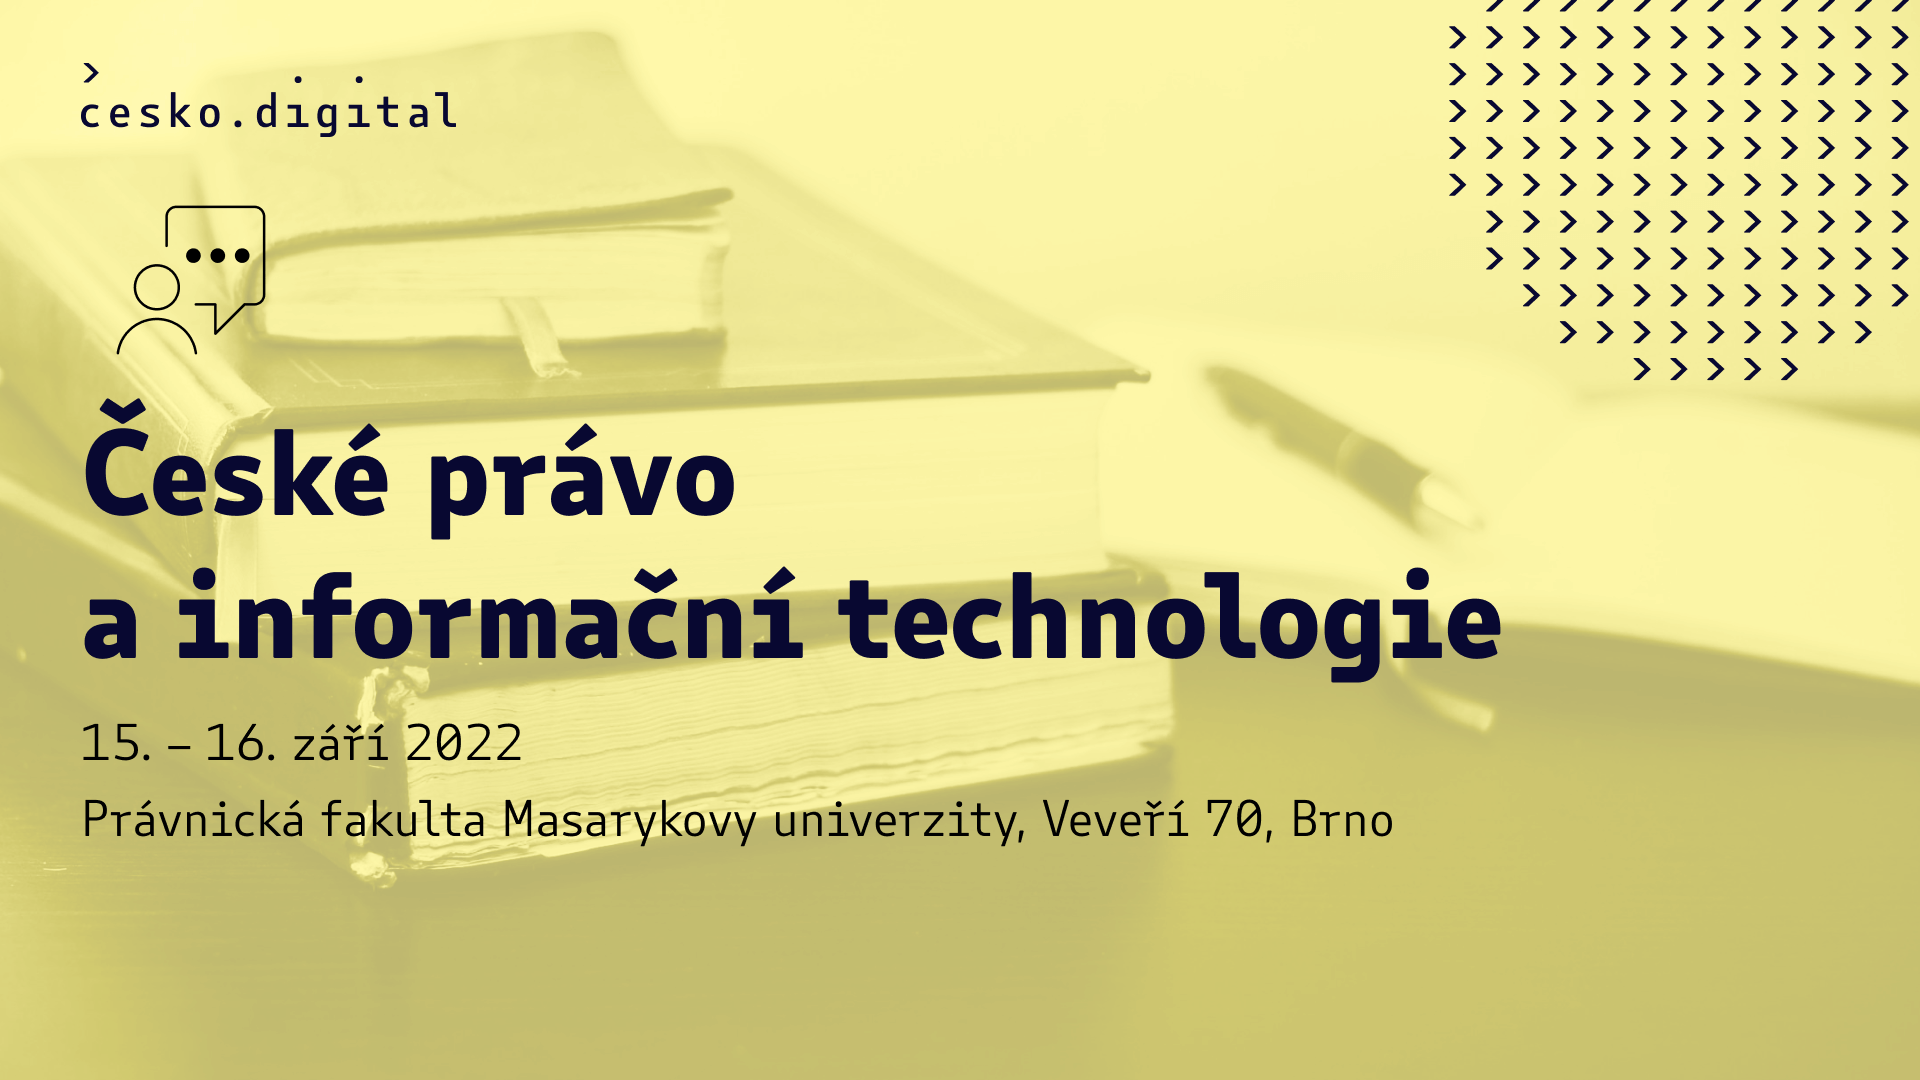 cesko.digital
České právo
a informační technologie
15. – 16. září 2022
Právnická fakulta Masarykovy univerzity, Veveří 70, Brno